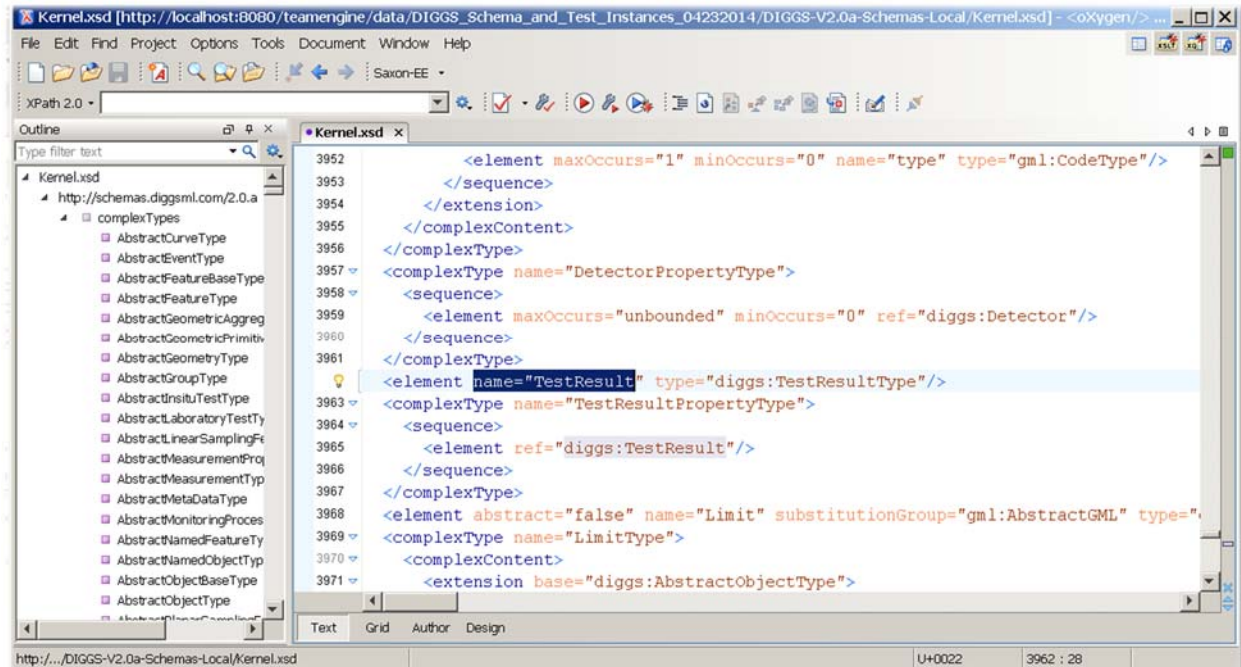 Kernel.xsd [http://localhost:8080/teamengine/data/DIGGS_Schema_and_Test_Instances_04232014/DIGGS-V2.0a-Schemas-Local/Kernel.xsd] - <oXygen/> ...
File Edit Find Project Options Tools Document Window Help
Saxon-EE
XPath 2.0
Outline
Type filter text
Kernel.xsd
http://schemas.diggsml.com/2.0.a
complexTypes
AbstractCurveType
AbstractEventType
AbstractFeatureBaseType
AbstractFeatureType
AbstractGeometricAggreg
AbstractGeometricPrimitiv
AbstractGeometryType
AbstractGroupType
AbstractInsituTestType
AbstractLaboratoryTestTy
AbstractLinearSamplingFe
AbstractMeasurementProp
AbstractMeasurementTyp
AbstractMetaDataType
AbstractMonitoringProces
AbstractNamedFeatureTy
AbstractNamedObjectTyp
AbstractObjectBaseType
AbstractObjectType
Kernel.xsd
3952 <element maxOccurs="1" minOccurs="0" name="type" type="gml:CodeType"/>
3953 </sequence>
3954 </extension>
3955 </complexContent>
3956 </complexType>
3957 <complexType name="DetectorPropertyType">
3958 <sequence>
3959 <element maxOccurs="unbounded" minOccurs="0" ref="diggs:Detector"/>
3960 </sequence>
3961 </complexType>
<element name="TestResult" type="diggs:TestResultType"/>
3963 <complexType name="TestResultPropertyType">
3964 <sequence>
3965 <element ref="diggs:TestResult"/>
3966 </sequence>
3967 </complexType>
3968 <element abstract="false" name="Limit" substitutionGroup="gml:AbstractGML" type="
3969 <complexType name="LimitType">
3970 <complexContent>
3971 <extension base="diggs:AbstractObjectType">
Text Grid Author Design
http:/.../DIGGS-V2.0a-Schemas-Local/Kernel.xsd U+0022 3962 : 28